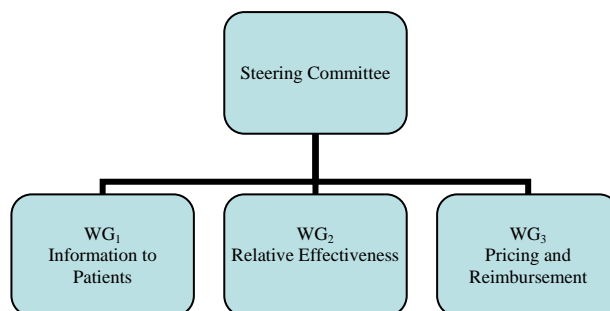 Steering Committee
WG₁
Information to
Patients
WG₂
Relative Effectiveness
WG₃
Pricing and
Reimbursement